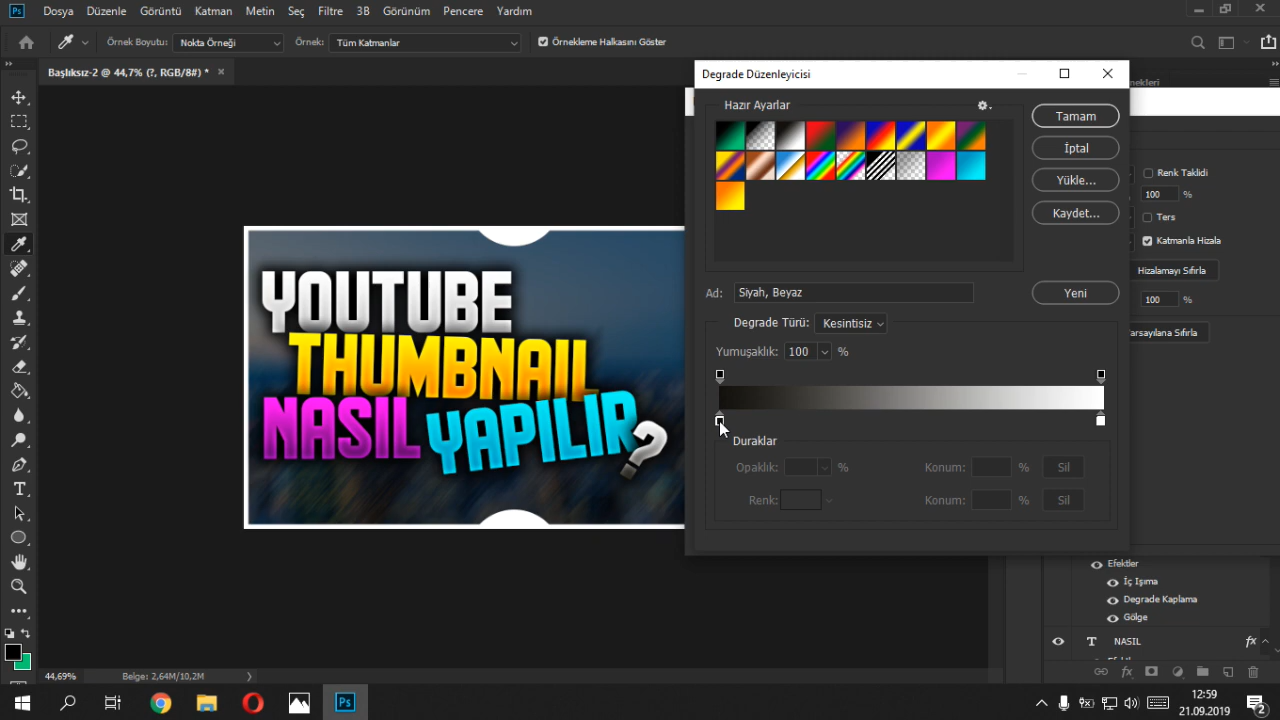 Ps Dosya Düzenle Görüntü Katman Metin Seç Filtre 3B Görünüm Pencere Yardım
Örnek Boyutu: Nokta Örneği Örnek: Tüm Katmanlar Örnekleme Halkasını Göster
Başlıksız-2 @ 44,7% (?, RGB/8#) *
YOUTUBE
THUMBNAIL
NASIL YAPILIR?
Degrade Düzenleyicisi
Hazır Ayarlar
Tamam
İptal
Yükle...
Kaydet...
Ad: Siyah, Beyaz
Yeni
Degrade Türü: Kesintisiz
Yumuşaklık: 100 %
Duraklar
Opaklık: % Konum: % Sil
Renk: Konum: % Sil
Renk Taklidi
100 %
Ters
Katmanla Hizala
Hizalamayı Sıfırla
100 %
Efektler
İç Işıma
Degrade Kaplama
Gölge
T NASIL fx
44,69% Belge: 2,64M/10,2M
Ps
12:59
21.09.2019
2